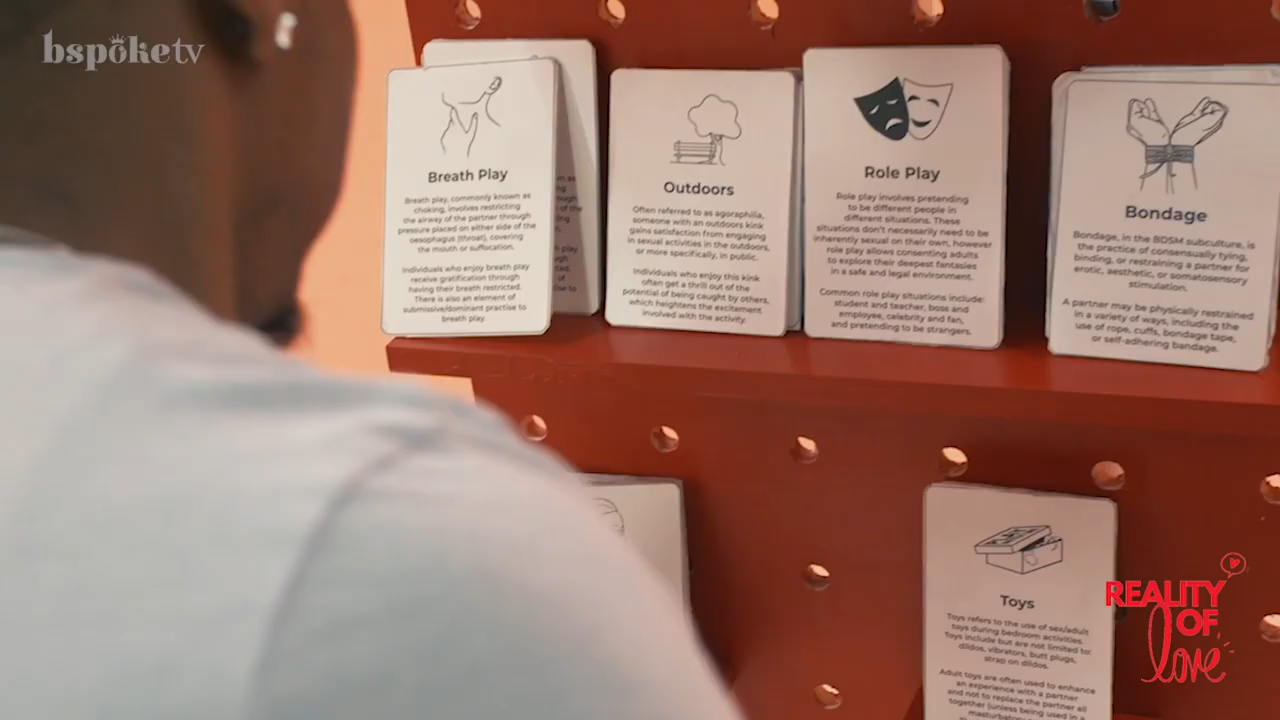 bspoketv
Breath Play
Breath play, commonly known as
choking, involves restricting
the airway of the partner through
pressure placed on either side of the
oesophagus (throat), covering
the mouth or suffocation.
Individuals who enjoy breath play
receive gratification through
having their breath restricted.
There is also an element of
submissive/dominant practise to
breath play.
Outdoors
Often referred to as agoraphilia,
someone with an outdoors kink
gains satisfaction from engaging
in sexual activities in the outdoors,
or more specifically, in public.
Individuals who enjoy this kink
often get a thrill out of the
potential of being caught by others,
which heightens the excitement
involved with the activity.
Role Play
Role play involves pretending
to be different people in
different situations. These
situations don't necessarily need to be
inherently sexual on their own, however
role play allows consenting adults
to explore their deepest fantasies
in a safe and legal environment.
Common role play situations include:
student and teacher, boss and
employee, celebrity and fan,
and pretending to be strangers.
Bondage
Bondage, in the BDSM subculture, is
the practice of consensually tying,
binding, or restraining a partner for
erotic, aesthetic, or somatosensory
stimulation.
A partner may be physically restrained
in a variety of ways, including the
use of rope, cuffs, bondage tape,
or self-adhering bandage.
Toys
Toys refers to the use of sex/adult
toys during bedroom activities.
Toys include but are not limited to:
dildos, vibrators, butt plugs,
strap on dildos.
Adult toys are often used to enhance
an experience with a partner
and not to replace the partner all
together (unless being used in a
REALITY
OF
love